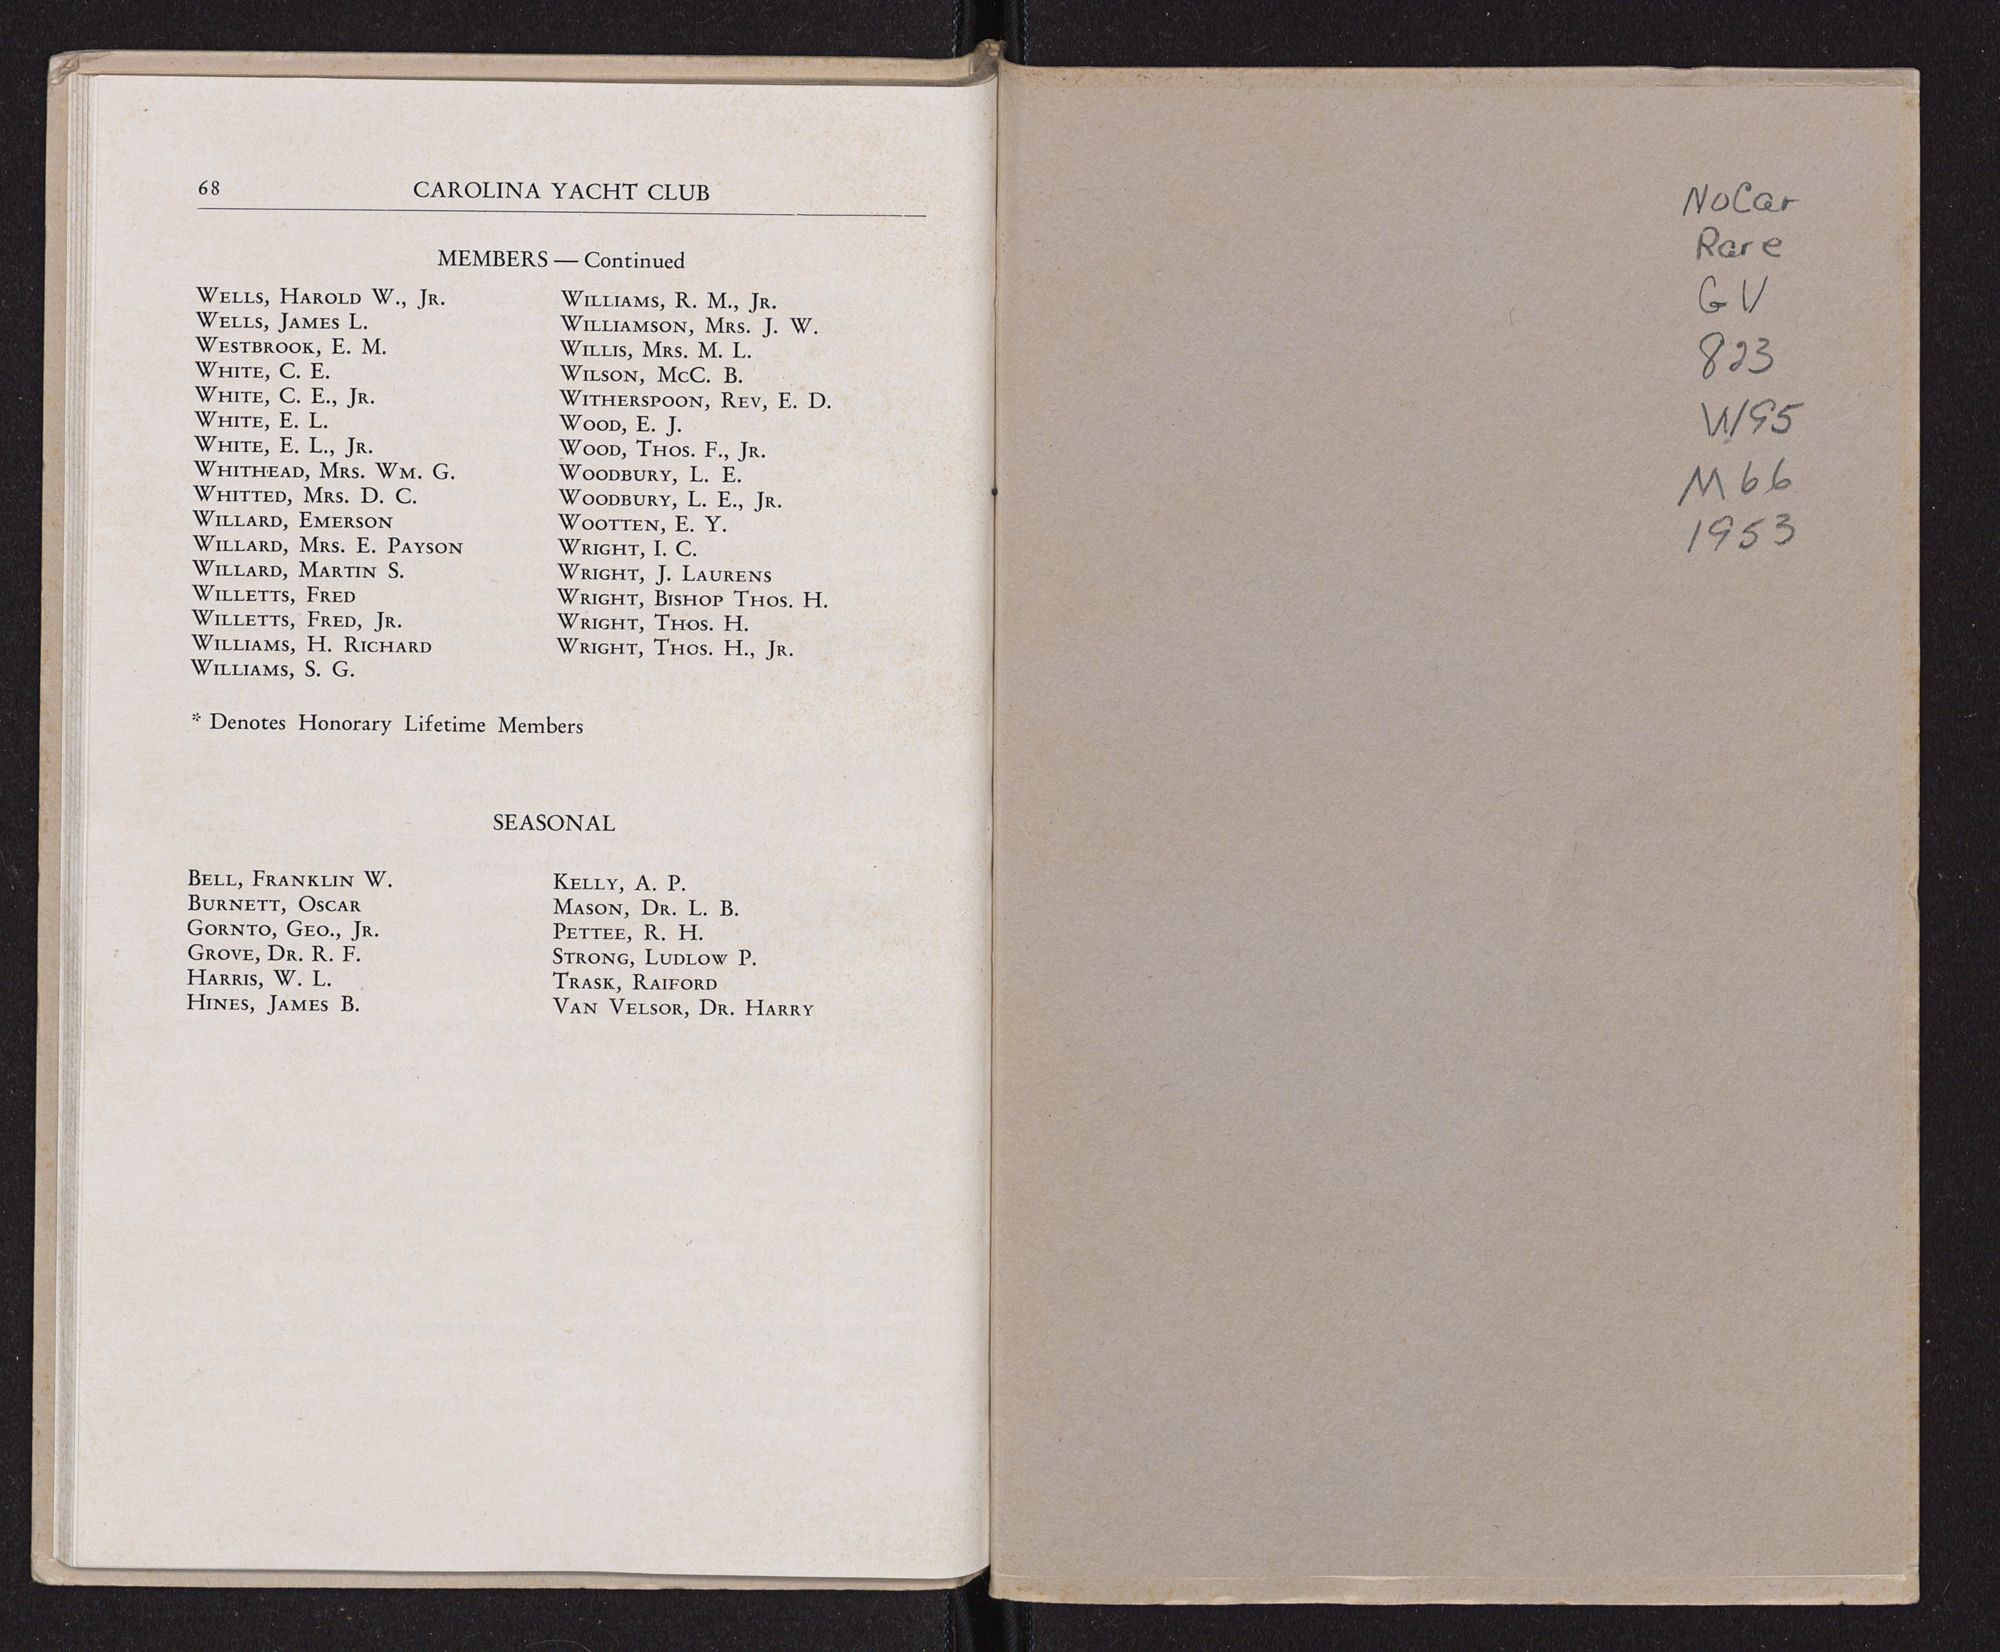 68 CAROLINA YACHT CLUB
MEMBERS — Continued
WELLS, HAROLD W., JR.
WELLS, JAMES L.
WESTBROOK, E. M.
WHITE, C. E.
WHITE, C. E., JR.
WHITE, E. L.
WHITE, E. L., JR.
WHITHEAD, MRS. WM. G.
WHITTED, MRS. D. C.
WILLARD, EMERSON
WILLARD, MRS. E. PAYSON
WILLARD, MARTIN S.
WILLETTS, FRED
WILLETTS, FRED, JR.
WILLIAMS, H. RICHARD
WILLIAMS, S. G.
WILLIAMS, R. M., JR.
WILLIAMSON, MRS. J. W.
WILLIS, MRS. M. L.
WILSON, MCC. B.
WITHERSPOON, REV, E. D.
WOOD, E. J.
WOOD, THOS. F., JR.
WOODBURY, L. E.
WOODBURY, L. E., JR.
WOOTTEN, E. Y.
WRIGHT, I. C.
WRIGHT, J. LAURENS
WRIGHT, BISHOP THOS. H.
WRIGHT, THOS. H.
WRIGHT, THOS. H., JR.
* Denotes Honorary Lifetime Members
SEASONAL
BELL, FRANKLIN W.
BURNETT, OSCAR
GORNTO, GEO., JR.
GROVE, DR. R. F.
HARRIS, W. L.
HINES, JAMES B.
KELLY, A. P.
MASON, DR. L. B.
PETTEE, R. H.
STRONG, LUDLOW P.
TRASK, RAIFORD
VAN VELSOR, DR. HARRY
NoCar
Rare
GV
823
W95
M66
1953